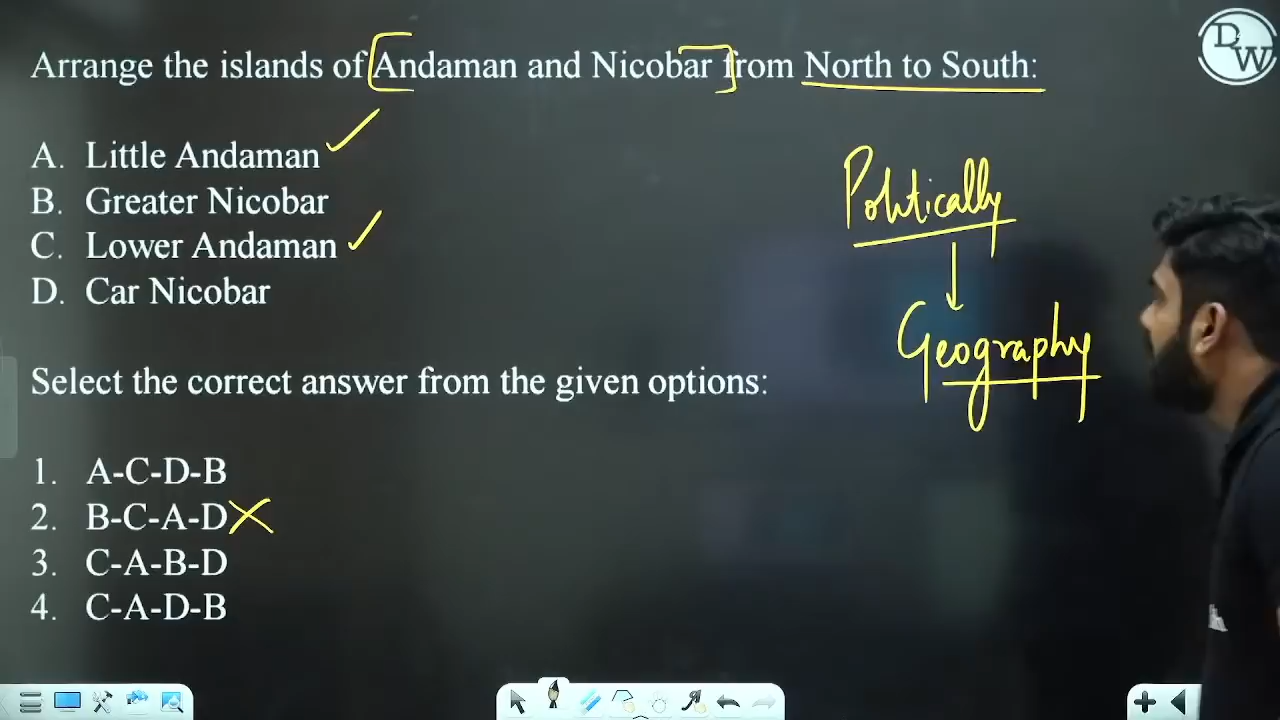 Arrange the islands of Andaman and Nicobar from North to South:
A. Little Andaman
B. Greater Nicobar
C. Lower Andaman
D. Car Nicobar
Select the correct answer from the given options:
1. A-C-D-B
2. B-C-A-D
3. C-A-B-D
4. C-A-D-B
Politically
Geography
DW